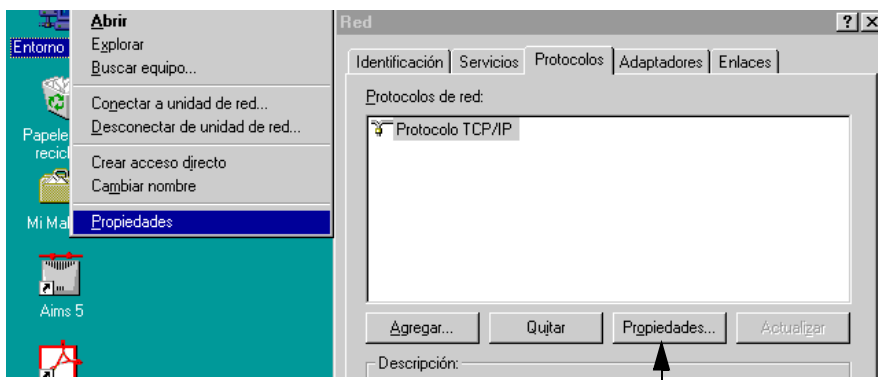 Entorno
Papele
recicl
Mi Mal
Aims 5
Abrir
Explorar
Buscar equipo...
Conectar a unidad de red...
Desconectar de unidad de red...
Crear acceso directo
Cambiar nombre
Propiedades
Red
Identificación Servicios Protocolos Adaptadores Enlaces
Protocolos de red:
Protocolo TCP/IP
Agregar... Quitar Propiedades... Actualizar
Descripción: